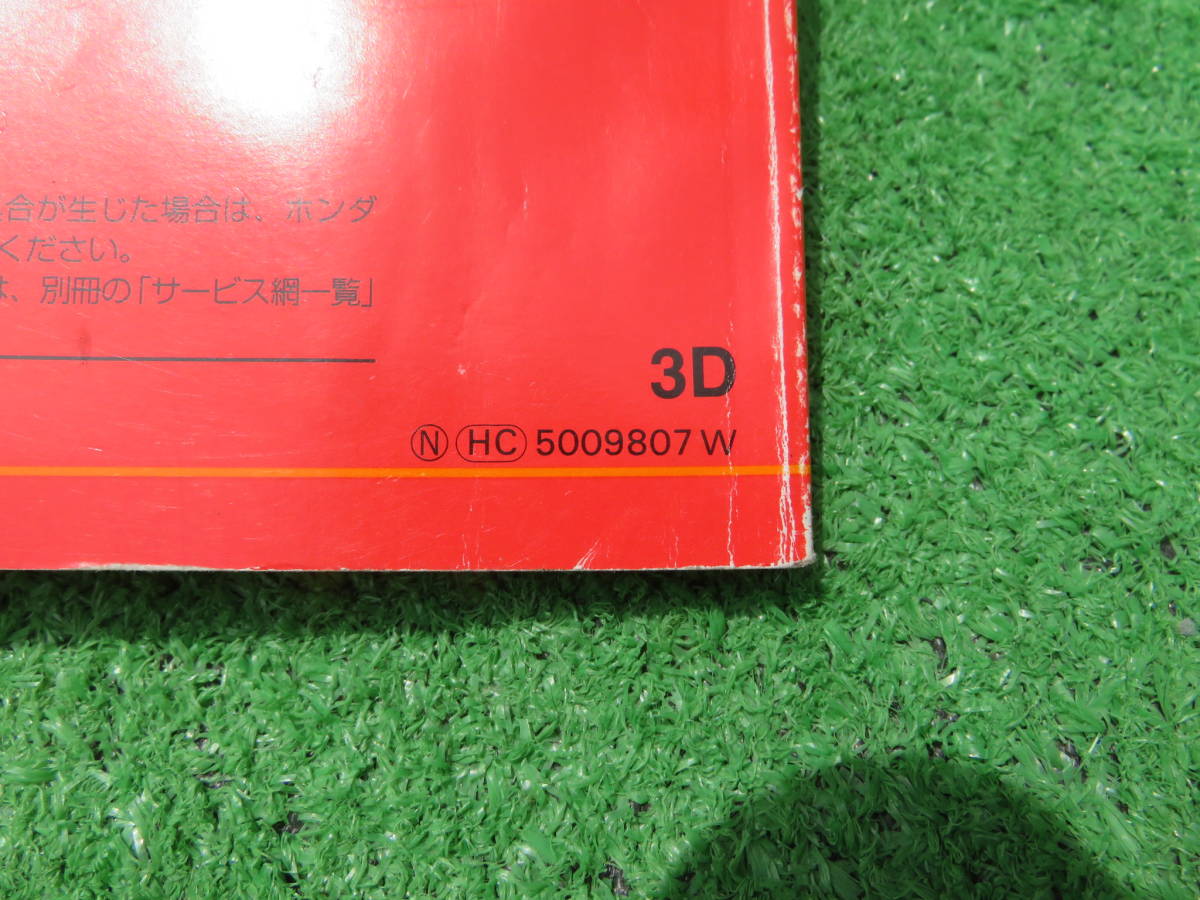 合が生じた場合は、ホンダ
ください。
は、別冊の「サービス網一覧」
3D
Ⓝ HC 5009807 W